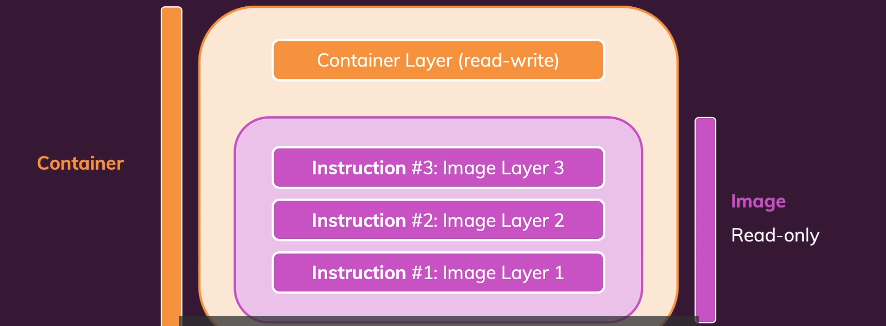 Container Layer (read-write)
Container
Instruction #3: Image Layer 3
Instruction #2: Image Layer 2
Instruction #1: Image Layer 1
Image
Read-only